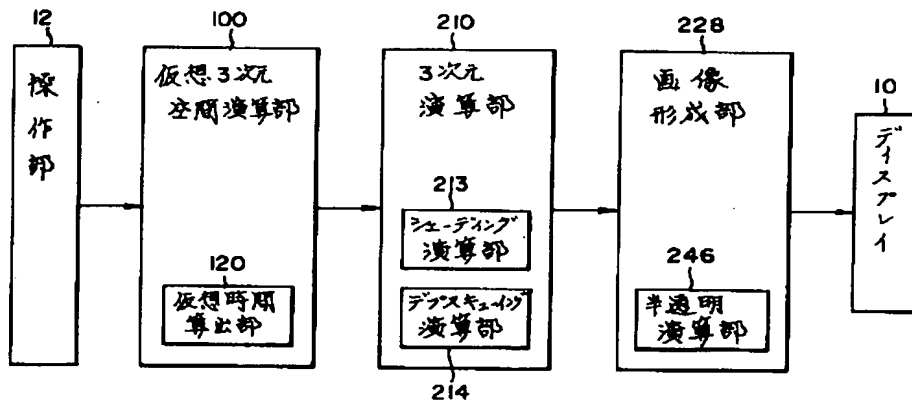 12
操作部
100
仮想3次元
空間演算部
120
仮想時間
算出部
210
3次元
演算部
213
シェーディング
演算部
デプスキューイング
演算部
214
228
画像
形成部
246
半透明
演算部
10
ディスプレイ